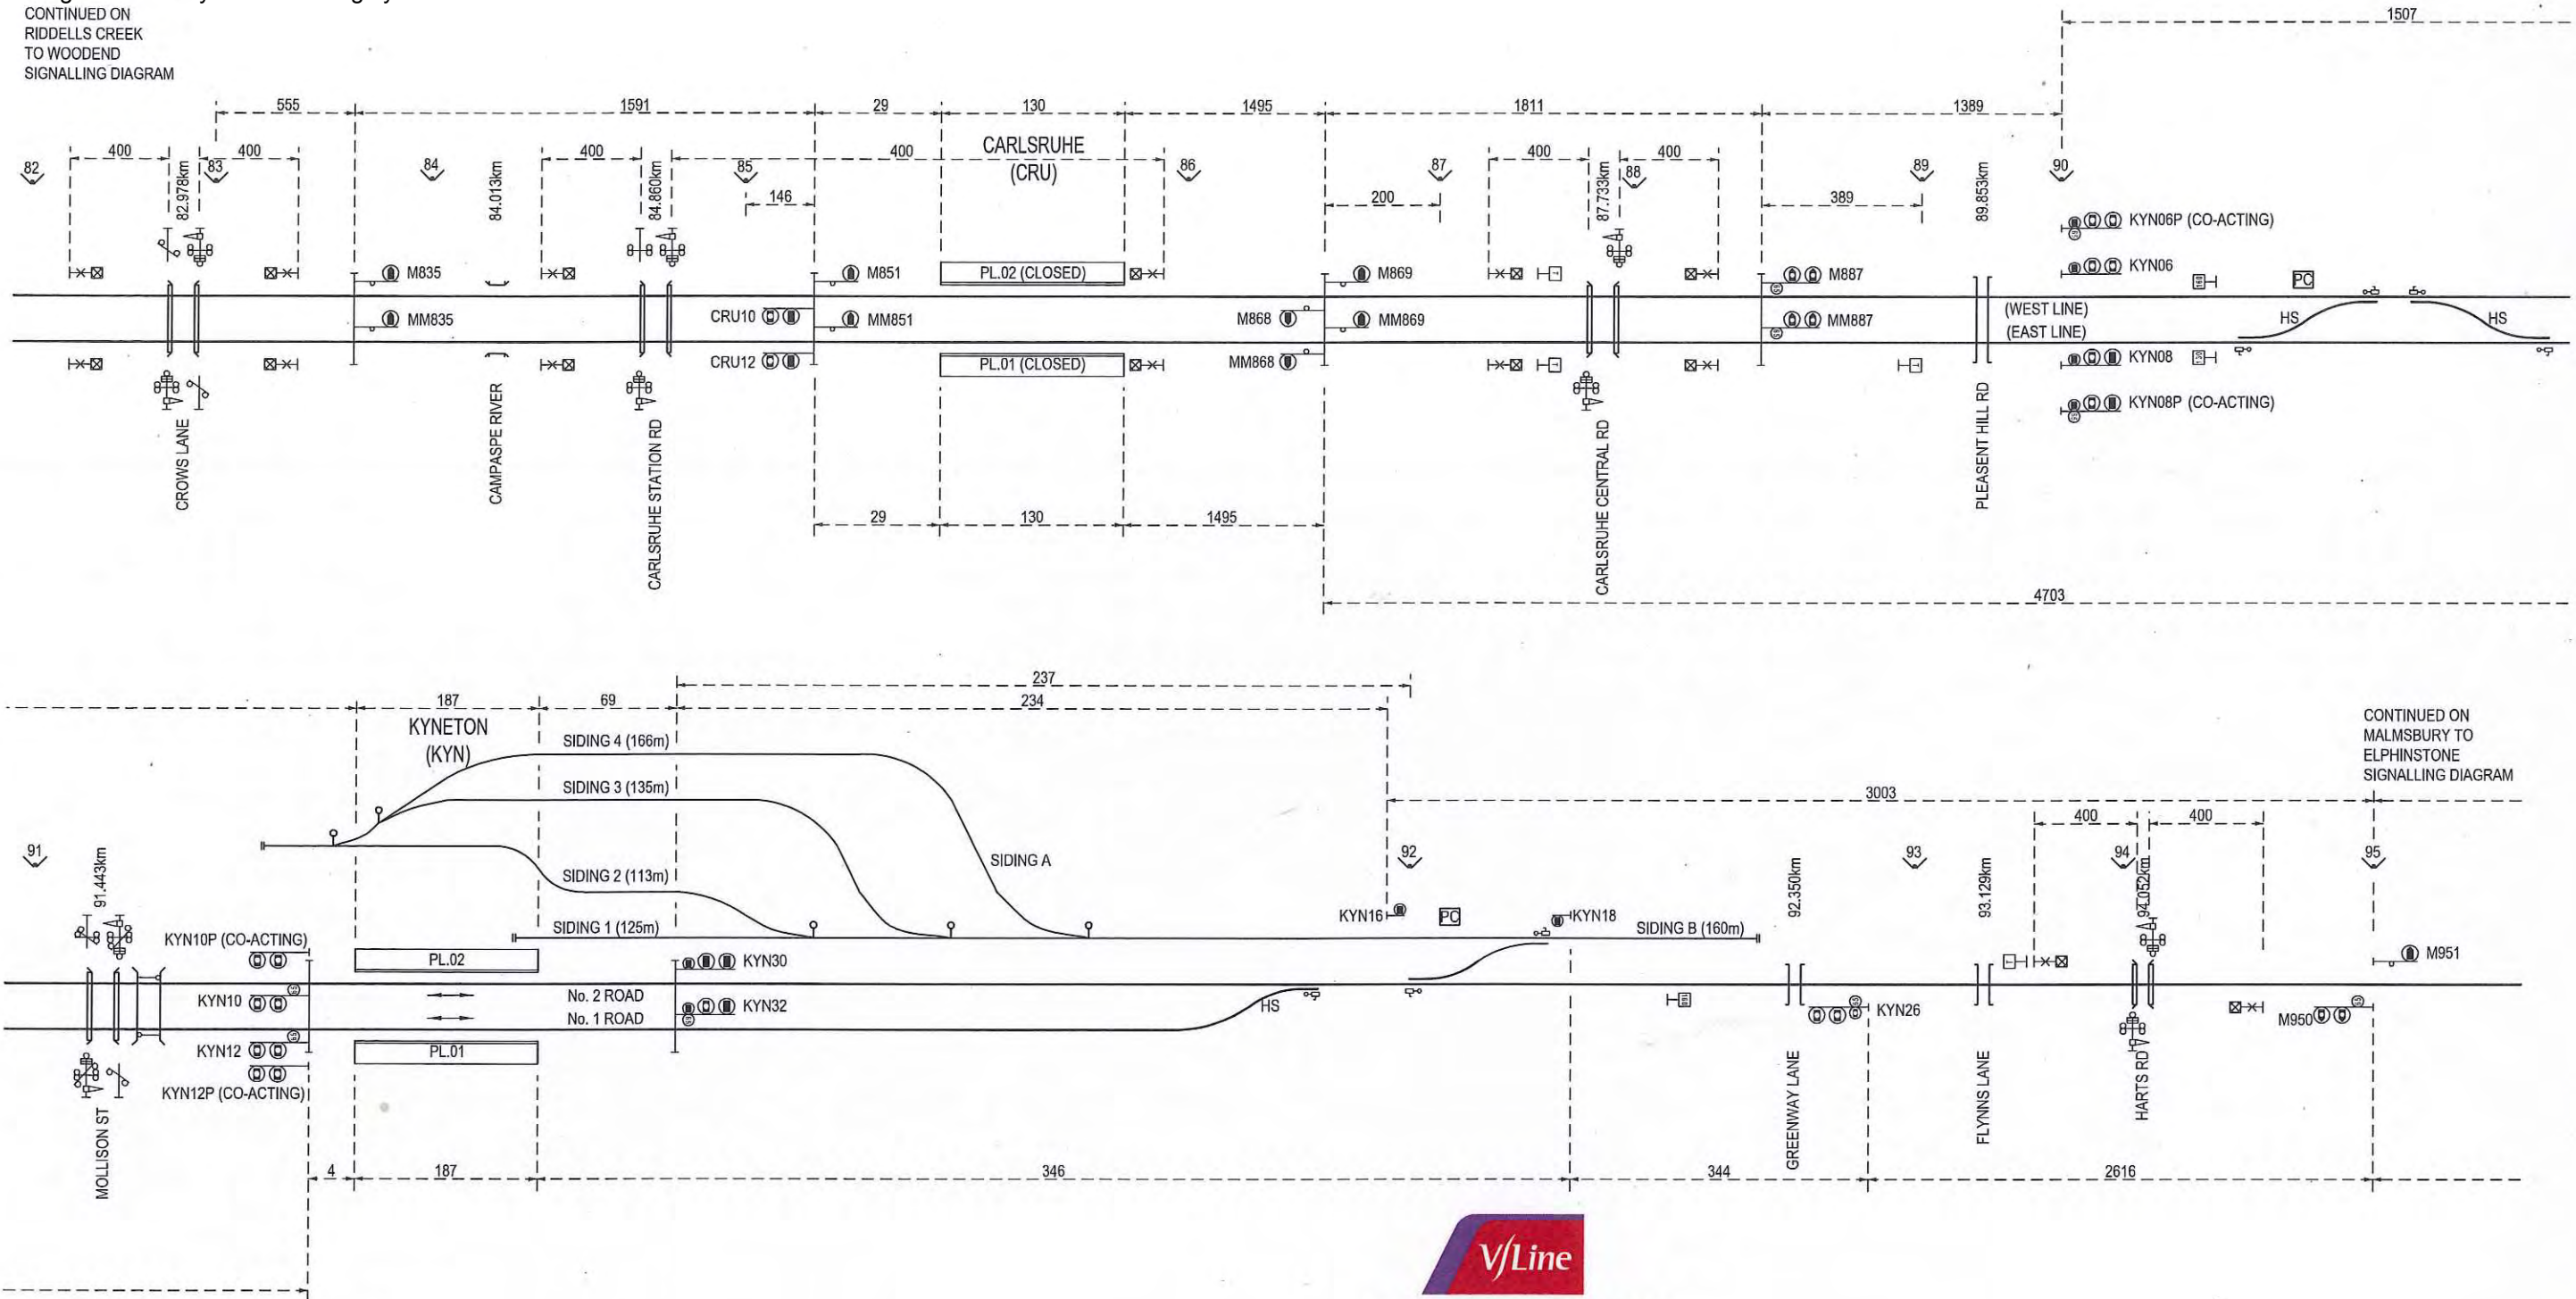 CONTINUED ON
RIDDELLS CREEK
TO WOODEND
SIGNALLING DIAGRAM
1507
555
1591
29
130
1495
1811
1389
CARLSRUHE
(CRU)
400
400
400
400
400
400
82
83
84
85
86
87
88
89
90
82.978km
84.013km
84.860km
87.733km
89.853km
146
200
389
KYN06P (CO-ACTING)
KYN06
M835
M851
PL.02 (CLOSED)
M869
M887
PC
MM835
CRU10
MM851
M868
MM869
MM887
(WEST LINE)
(EAST LINE)
HS
HS
CRU12
PL.01 (CLOSED)
MM868
KYN08
KYN08P (CO-ACTING)
CROWS LANE
CAMPASPE RIVER
CARLSRUHE STATION RD
CARLSRUHE CENTRAL RD
PLEASENT HILL RD
29
130
1495
4703
237
187
69
234
KYNETON
(KYN)
SIDING 4 (166m)
SIDING 3 (135m)
SIDING A
SIDING 2 (113m)
SIDING 1 (125m)
CONTINUED ON
MALMSBURY TO
ELPHINSTONE
SIGNALLING DIAGRAM
3003
400
400
91
92
93
94
95
91.443km
92.350km
93.129km
94.052km
KYN16
PC
KYN18
SIDING B (160m)
KYN10P (CO-ACTING)
PL.02
KYN30
M951
KYN10
No. 2 ROAD
KYN32
No. 1 ROAD
HS
KYN26
M950
KYN12
PL.01
KYN12P (CO-ACTING)
MOLLISON ST
GREENWAY LANE
FLYNNS LANE
HARTS RD
4
187
346
344
2616
V/Line